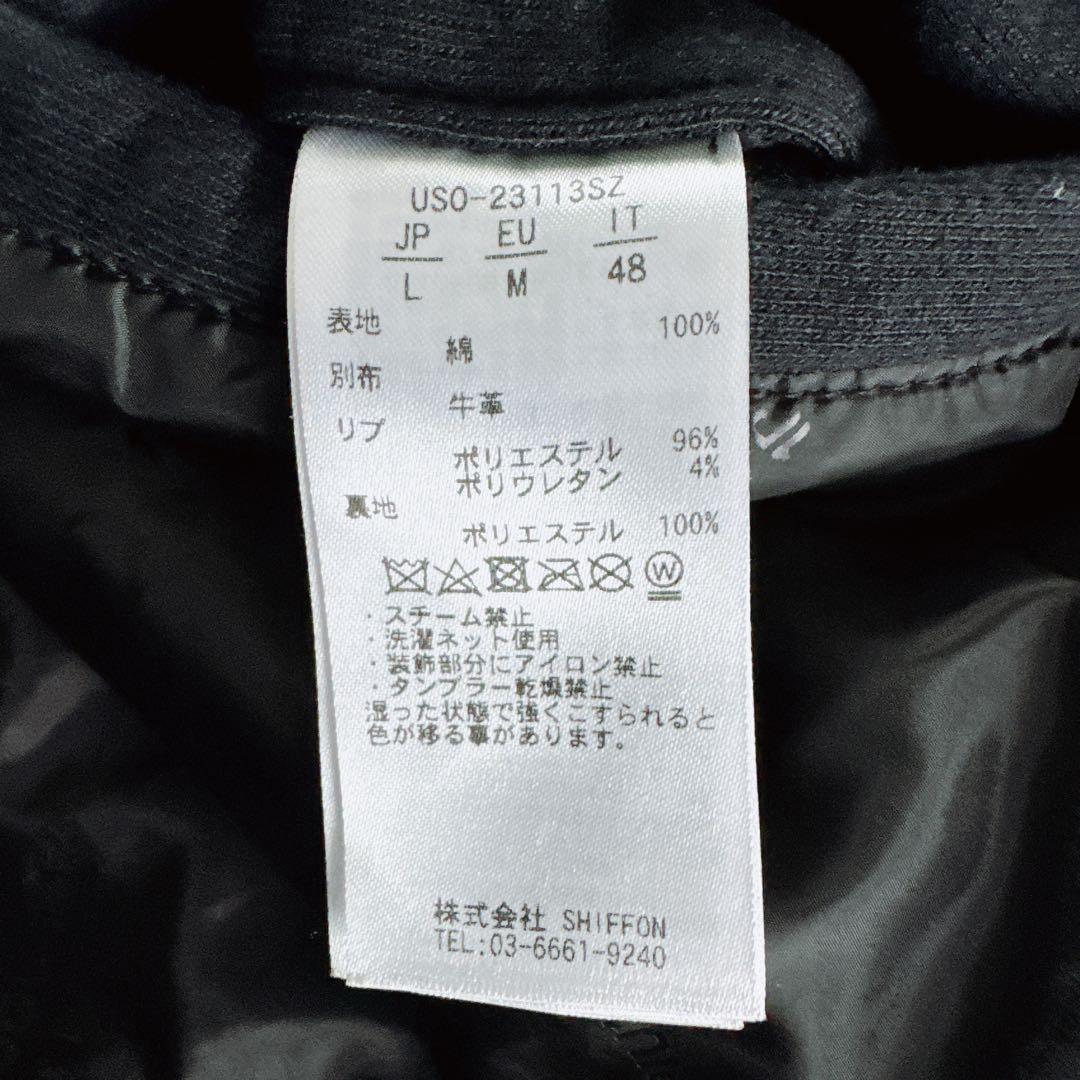 USO-23113SZ
JP EU IT
L M 48
表地
綿 100%
別布
牛革
リブ
ポリエステル 96%
ポリウレタン 4%
裏地
ポリエステル 100%
W
・スチーム禁止
・洗濯ネット使用
・装飾部分にアイロン禁止
・タンブラー乾燥禁止
湿った状態で強くこすられると
色が移る事があります。
株式会社 SHIFFON
TEL:03-6661-9240